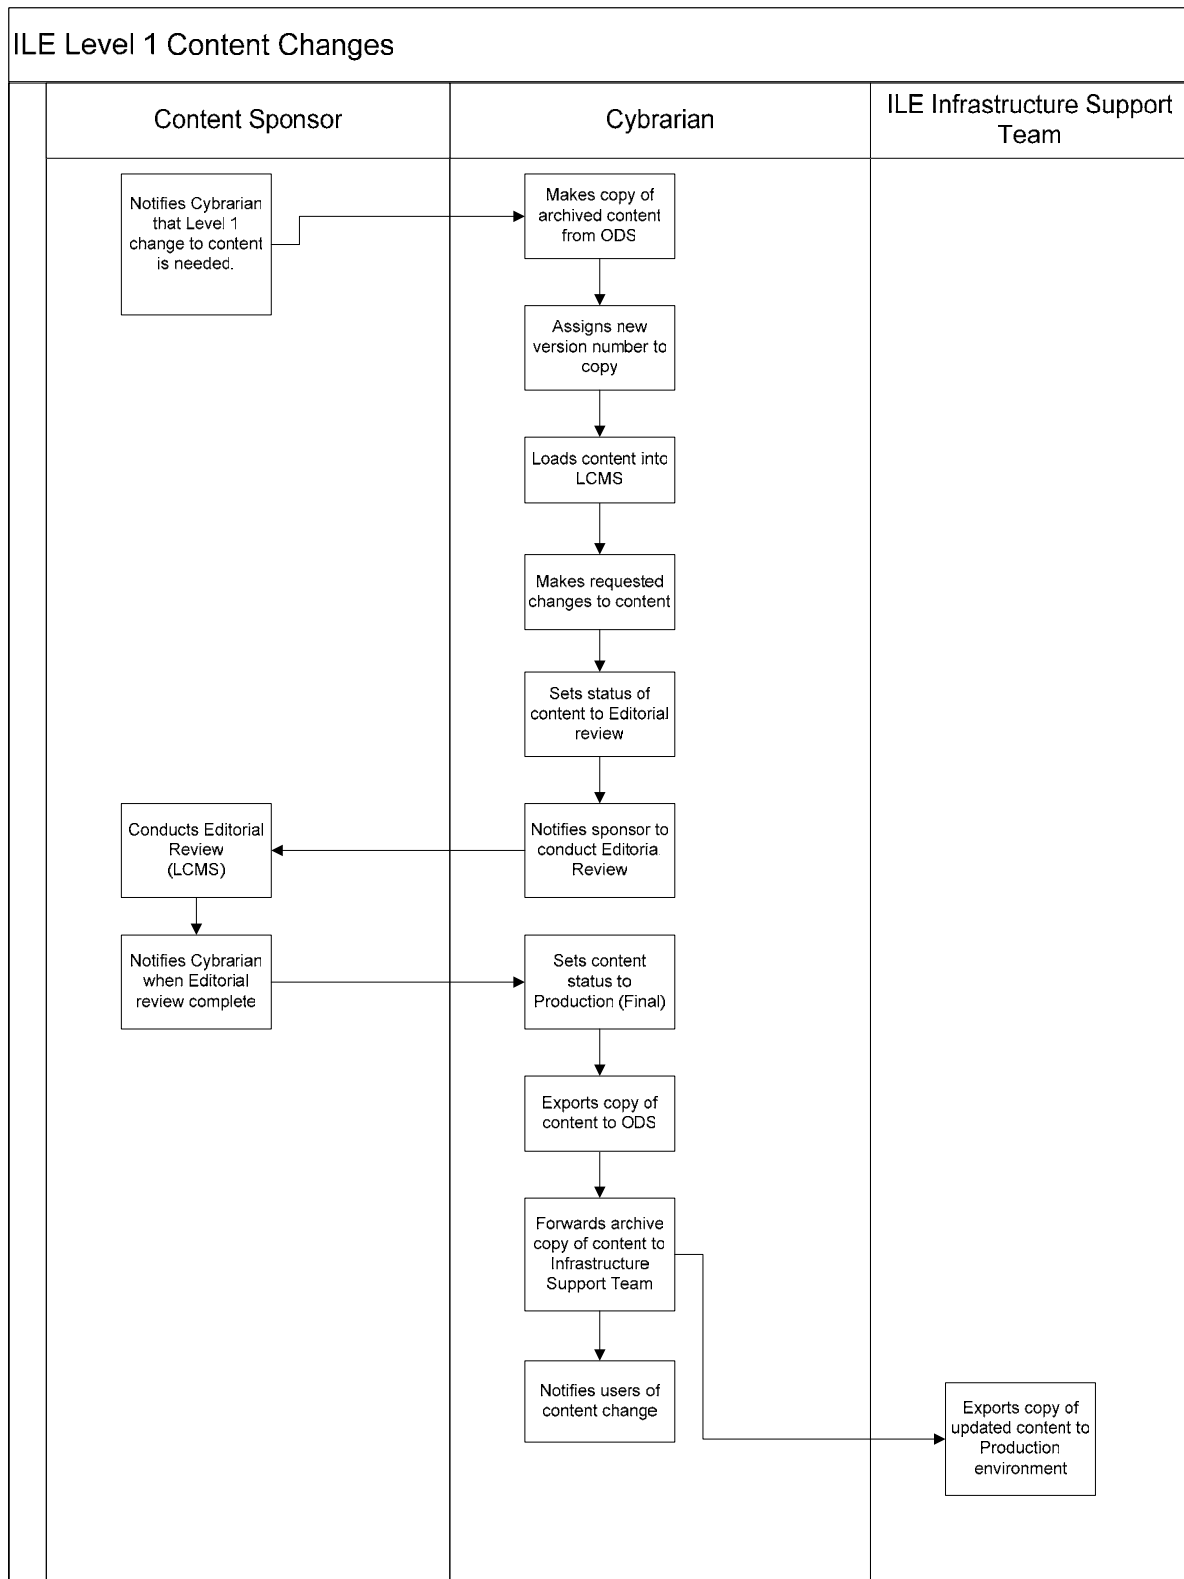 ILE Level 1 Content Changes
Content Sponsor
Cybrarian
ILE Infrastructure Support
Team
Notifies Cybrarian
that Level 1
change to content
is needed.
Makes copy of
archived content
from ODS
Assigns new
version number to
copy
Loads content into
LCMS
Makes requested
changes to content
Sets status of
content to Editorial
review
Notifies sponsor to
conduct Editorial
Review
Conducts Editorial
Review
(LCMS)
Notifies Cybrarian
when Editorial
review complete
Sets content
status to
Production (Final)
Exports copy of
content to ODS
Forwards archive
copy of content to
Infrastructure
Support Team
Notifies users of
content change
Exports copy of
updated content to
Production
environment